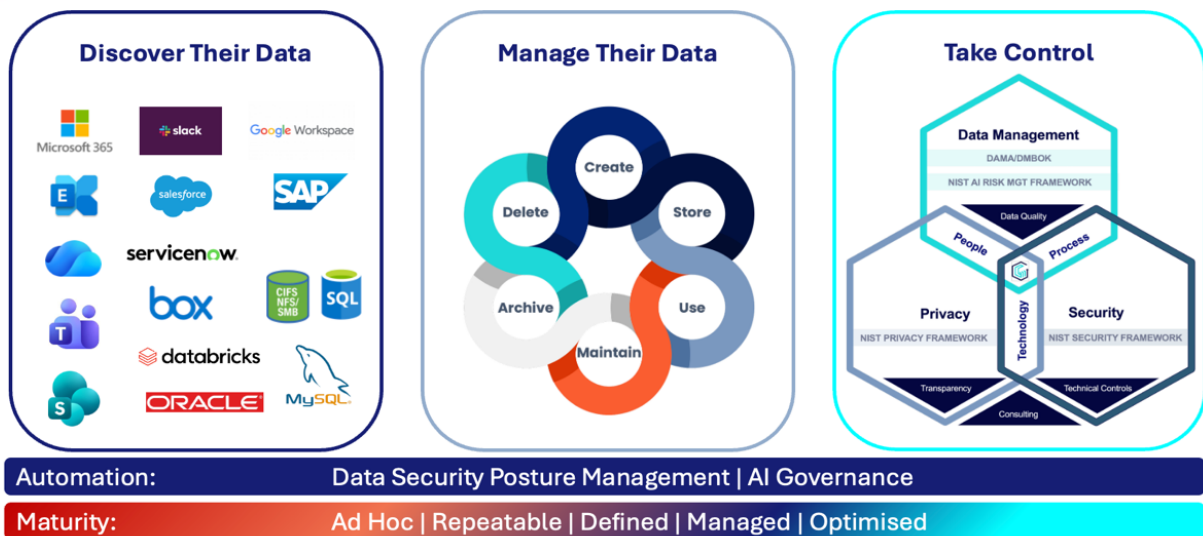 Discover Their Data
Microsoft 365
slack
Google Workspace
E
salesforce
SAP
servicenow.
CIFS
NFS/
SMB
SQL
T
box
databricks
S
ORACLE
MySQL
Manage Their Data
Create
Store
Use
Maintain
Archive
Delete
Take Control
Data Management
DAMA/DMBOK
NIST AI RISK MGT FRAMEWORK
Data Quality
People
Process
Technology
Privacy
NIST PRIVACY FRAMEWORK
Transparency
Security
NIST SECURITY FRAMEWORK
Technical Controls
Consulting
Automation: Data Security Posture Management | AI Governance
Maturity: Ad Hoc | Repeatable | Defined | Managed | Optimised